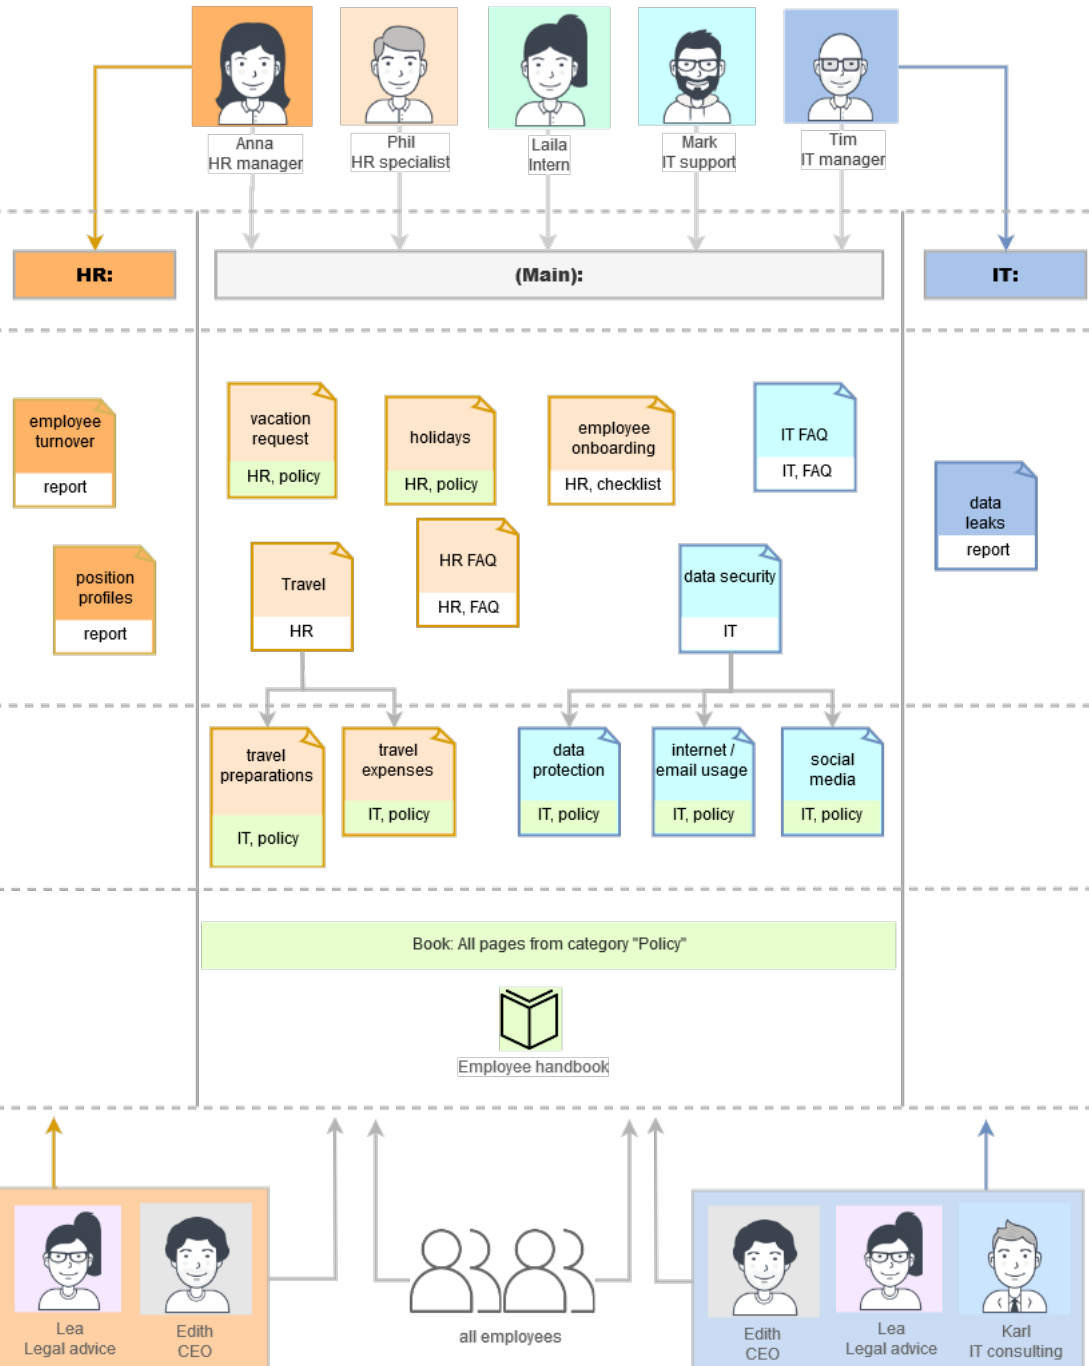 Anna
HR manager
Phil
HR specialist
Laila
Intern
Mark
IT support
Tim
IT manager
HR:
(Main):
IT:
employee
turnover
report
position
profiles
report
vacation
request
HR, policy
holidays
HR, policy
employee
onboarding
HR, checklist
IT FAQ
IT, FAQ
Travel
HR
HR FAQ
HR, FAQ
data security
IT
data
leaks
report
travel
preparations
IT, policy
travel
expenses
IT, policy
data
protection
IT, policy
internet /
email usage
IT, policy
social
media
IT, policy
Book: All pages from category "Policy"
Employee handbook
Lea
Legal advice
Edith
CEO
all employees
Edith
CEO
Lea
Legal advice
Karl
IT consulting